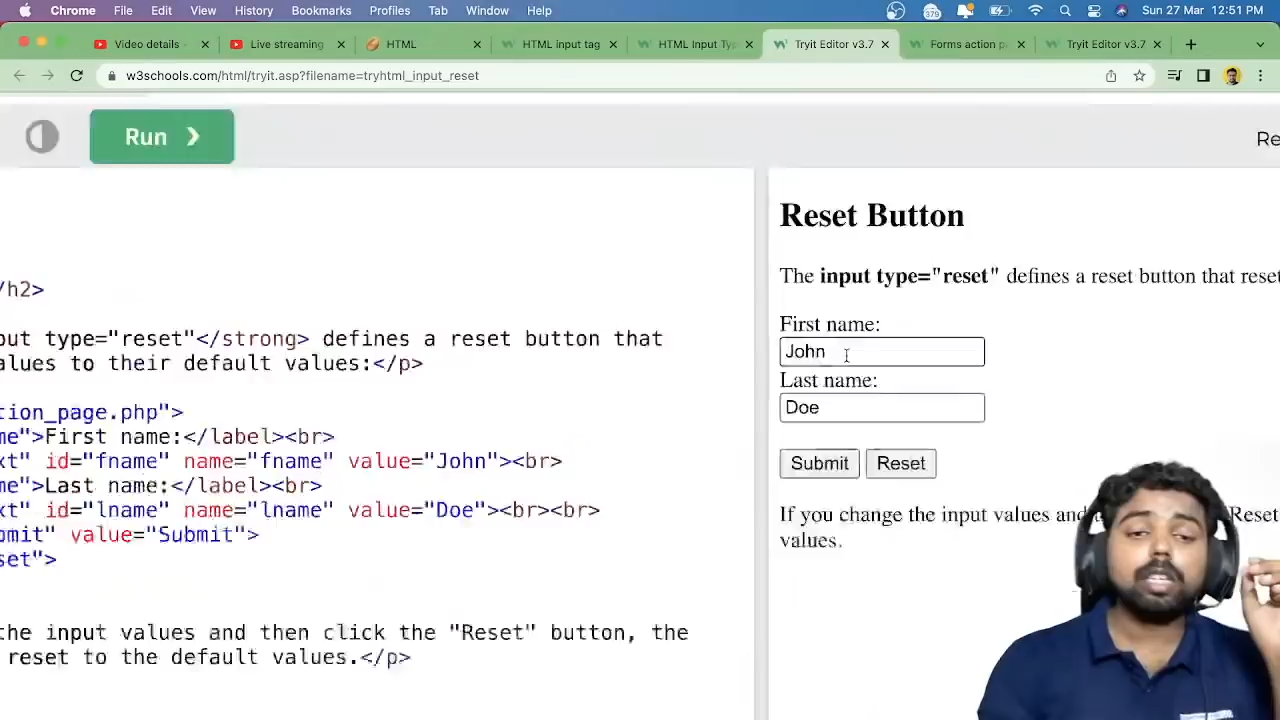 Chrome File Edit View History Bookmarks Profiles Tab Window Help 379 Sun 27 Mar 12:51 PM
Video details - Live streaming HTML HTML input tag HTML Input Typ Tryit Editor v3.7 Forms action p Tryit Editor v3.7
w3schools.com/html/tryit.asp?filename=tryhtml_input_reset
Run ❯ Re
/h2>
put type="reset"</strong> defines a reset button that
alues to their default values:</p>
tion_page.php">
me">First name:</label><br>
xt" id="fname" name="fname" value="John"><br>
me">Last name:</label><br>
xt" id="lname" name="lname" value="Doe"><br><br>
bmit" value="Submit">
set">
the input values and then click the "Reset" button, the
reset to the default values.</p>
Reset Button
The input type="reset" defines a reset button that reset
First name:
John
Last name:
Doe
Submit Reset
If you change the input values and Reset
values.